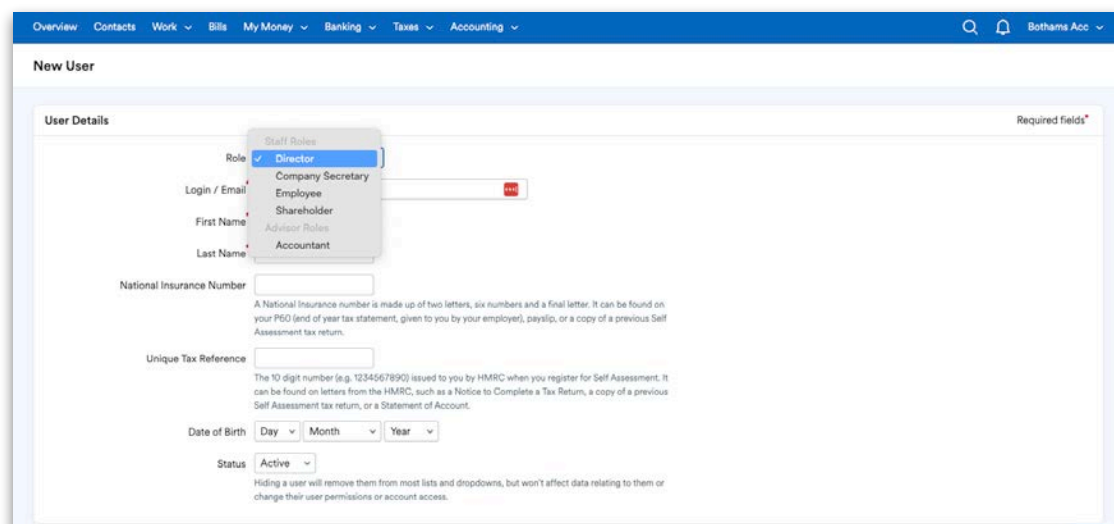 Overview Contacts Work Bills My Money Banking Taxes Accounting Bothams Acc
New User
User Details Required fields*
Staff Roles
Role ✓ Director
Company Secretary
Login / Email*
Employee
Shareholder
First Name*
Advisor Roles
Accountant
Last Name*
National Insurance Number
A National Insurance number is made up of two letters, six numbers and a final letter. It can be found on
your P60 (end of year tax statement, given to you by your employer), payslip, or a copy of a previous Self
Assessment tax return.
Unique Tax Reference
The 10 digit number (e.g. 1234567890) issued to you by HMRC when you register for Self Assessment. It
can be found on letters from the HMRC, such as a Notice to Complete a Tax Return, a copy of a previous
Self Assessment tax return, or a Statement of Account.
Date of Birth Day Month Year
Status Active
Hiding a user will remove them from most lists and dropdowns, but won't affect data relating to them or
change their user permissions or account access.